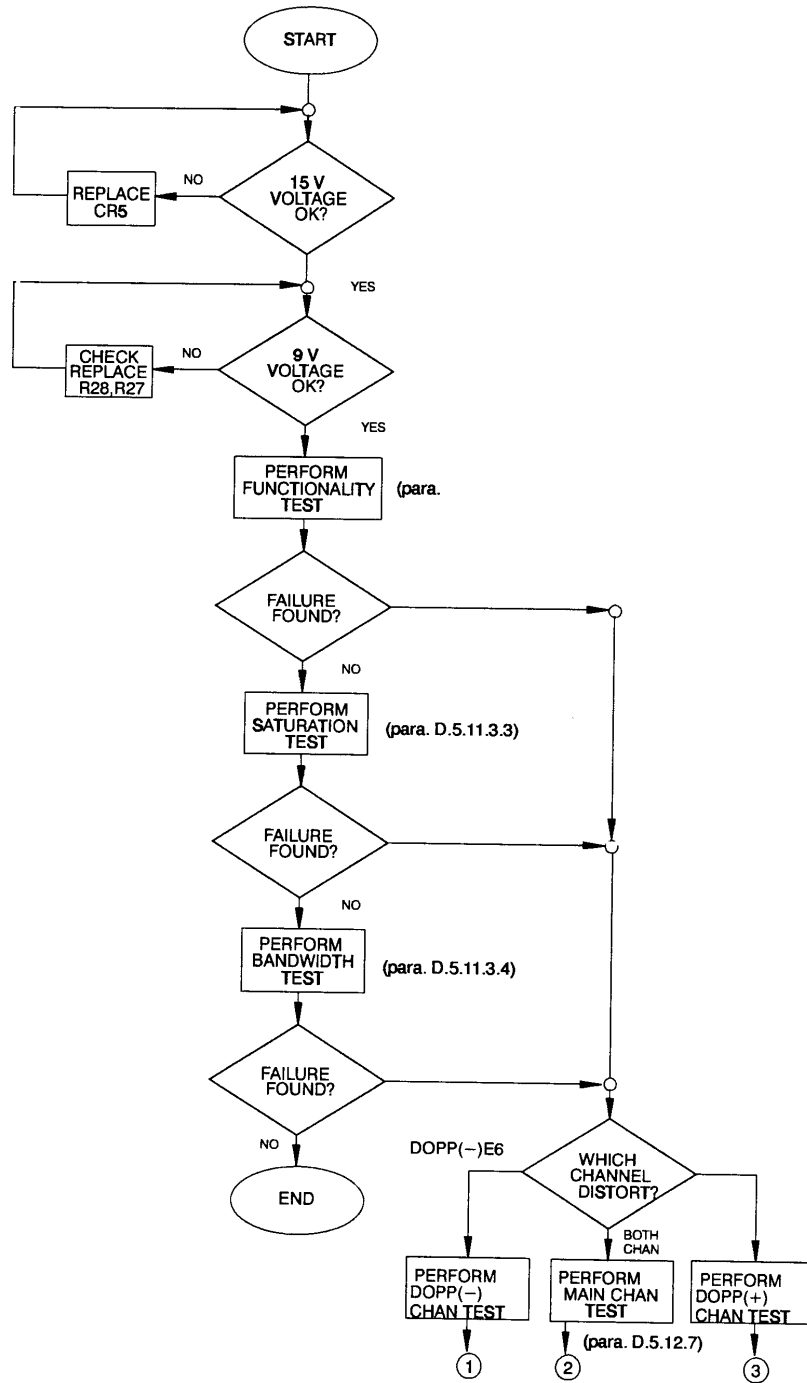 START
15 V
VOLTAGE
OK?
NO
REPLACE
CR5
YES
9 V
VOLTAGE
OK?
NO
CHECK
REPLACE
R28,R27
YES
PERFORM
FUNCTIONALITY
TEST
(para.
FAILURE
FOUND?
NO
PERFORM
SATURATION
TEST
(para. D.5.11.3.3)
FAILURE
FOUND?
NO
PERFORM
BANDWIDTH
TEST
(para. D.5.11.3.4)
FAILURE
FOUND?
NO
END
DOPP(−)E6
WHICH
CHANNEL
DISTORT?
BOTH
CHAN
PERFORM
DOPP(−)
CHAN TEST
PERFORM
MAIN CHAN
TEST
PERFORM
DOPP(+)
CHAN TEST
(para. D.5.12.7)
1
2
3